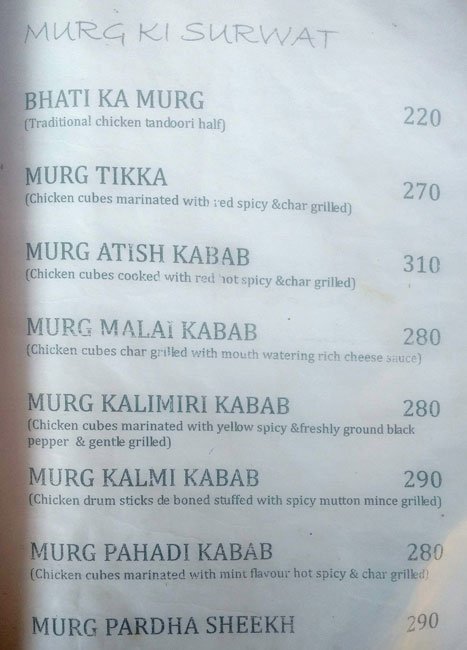 MURG KI SURWAT
BHATI KA MURG 220
(Traditional chicken tandoori half)
MURG TIKKA 270
(Chicken cubes marinated with red spicy &char grilled)
MURG ATISH KABAB 310
(Chicken cubes cooked with red hot spicy &char grilled)
MURG MALAI KABAB 280
(Chicken cubes char grilled with mouth watering rich cheese sauce)
MURG KALIMIRI KABAB 280
(Chicken cubes marinated with yellow spicy &freshly ground black
pepper & gentle grilled)
MURG KALMI KABAB 290
(Chicken drum sticks de boned stuffed with spicy mutton mince grilled)
MURG PAHADI KABAB 280
(Chicken cubes marinated with mint flavour hot spicy & char grilled)
MURG PARDHA SHEEKH 290